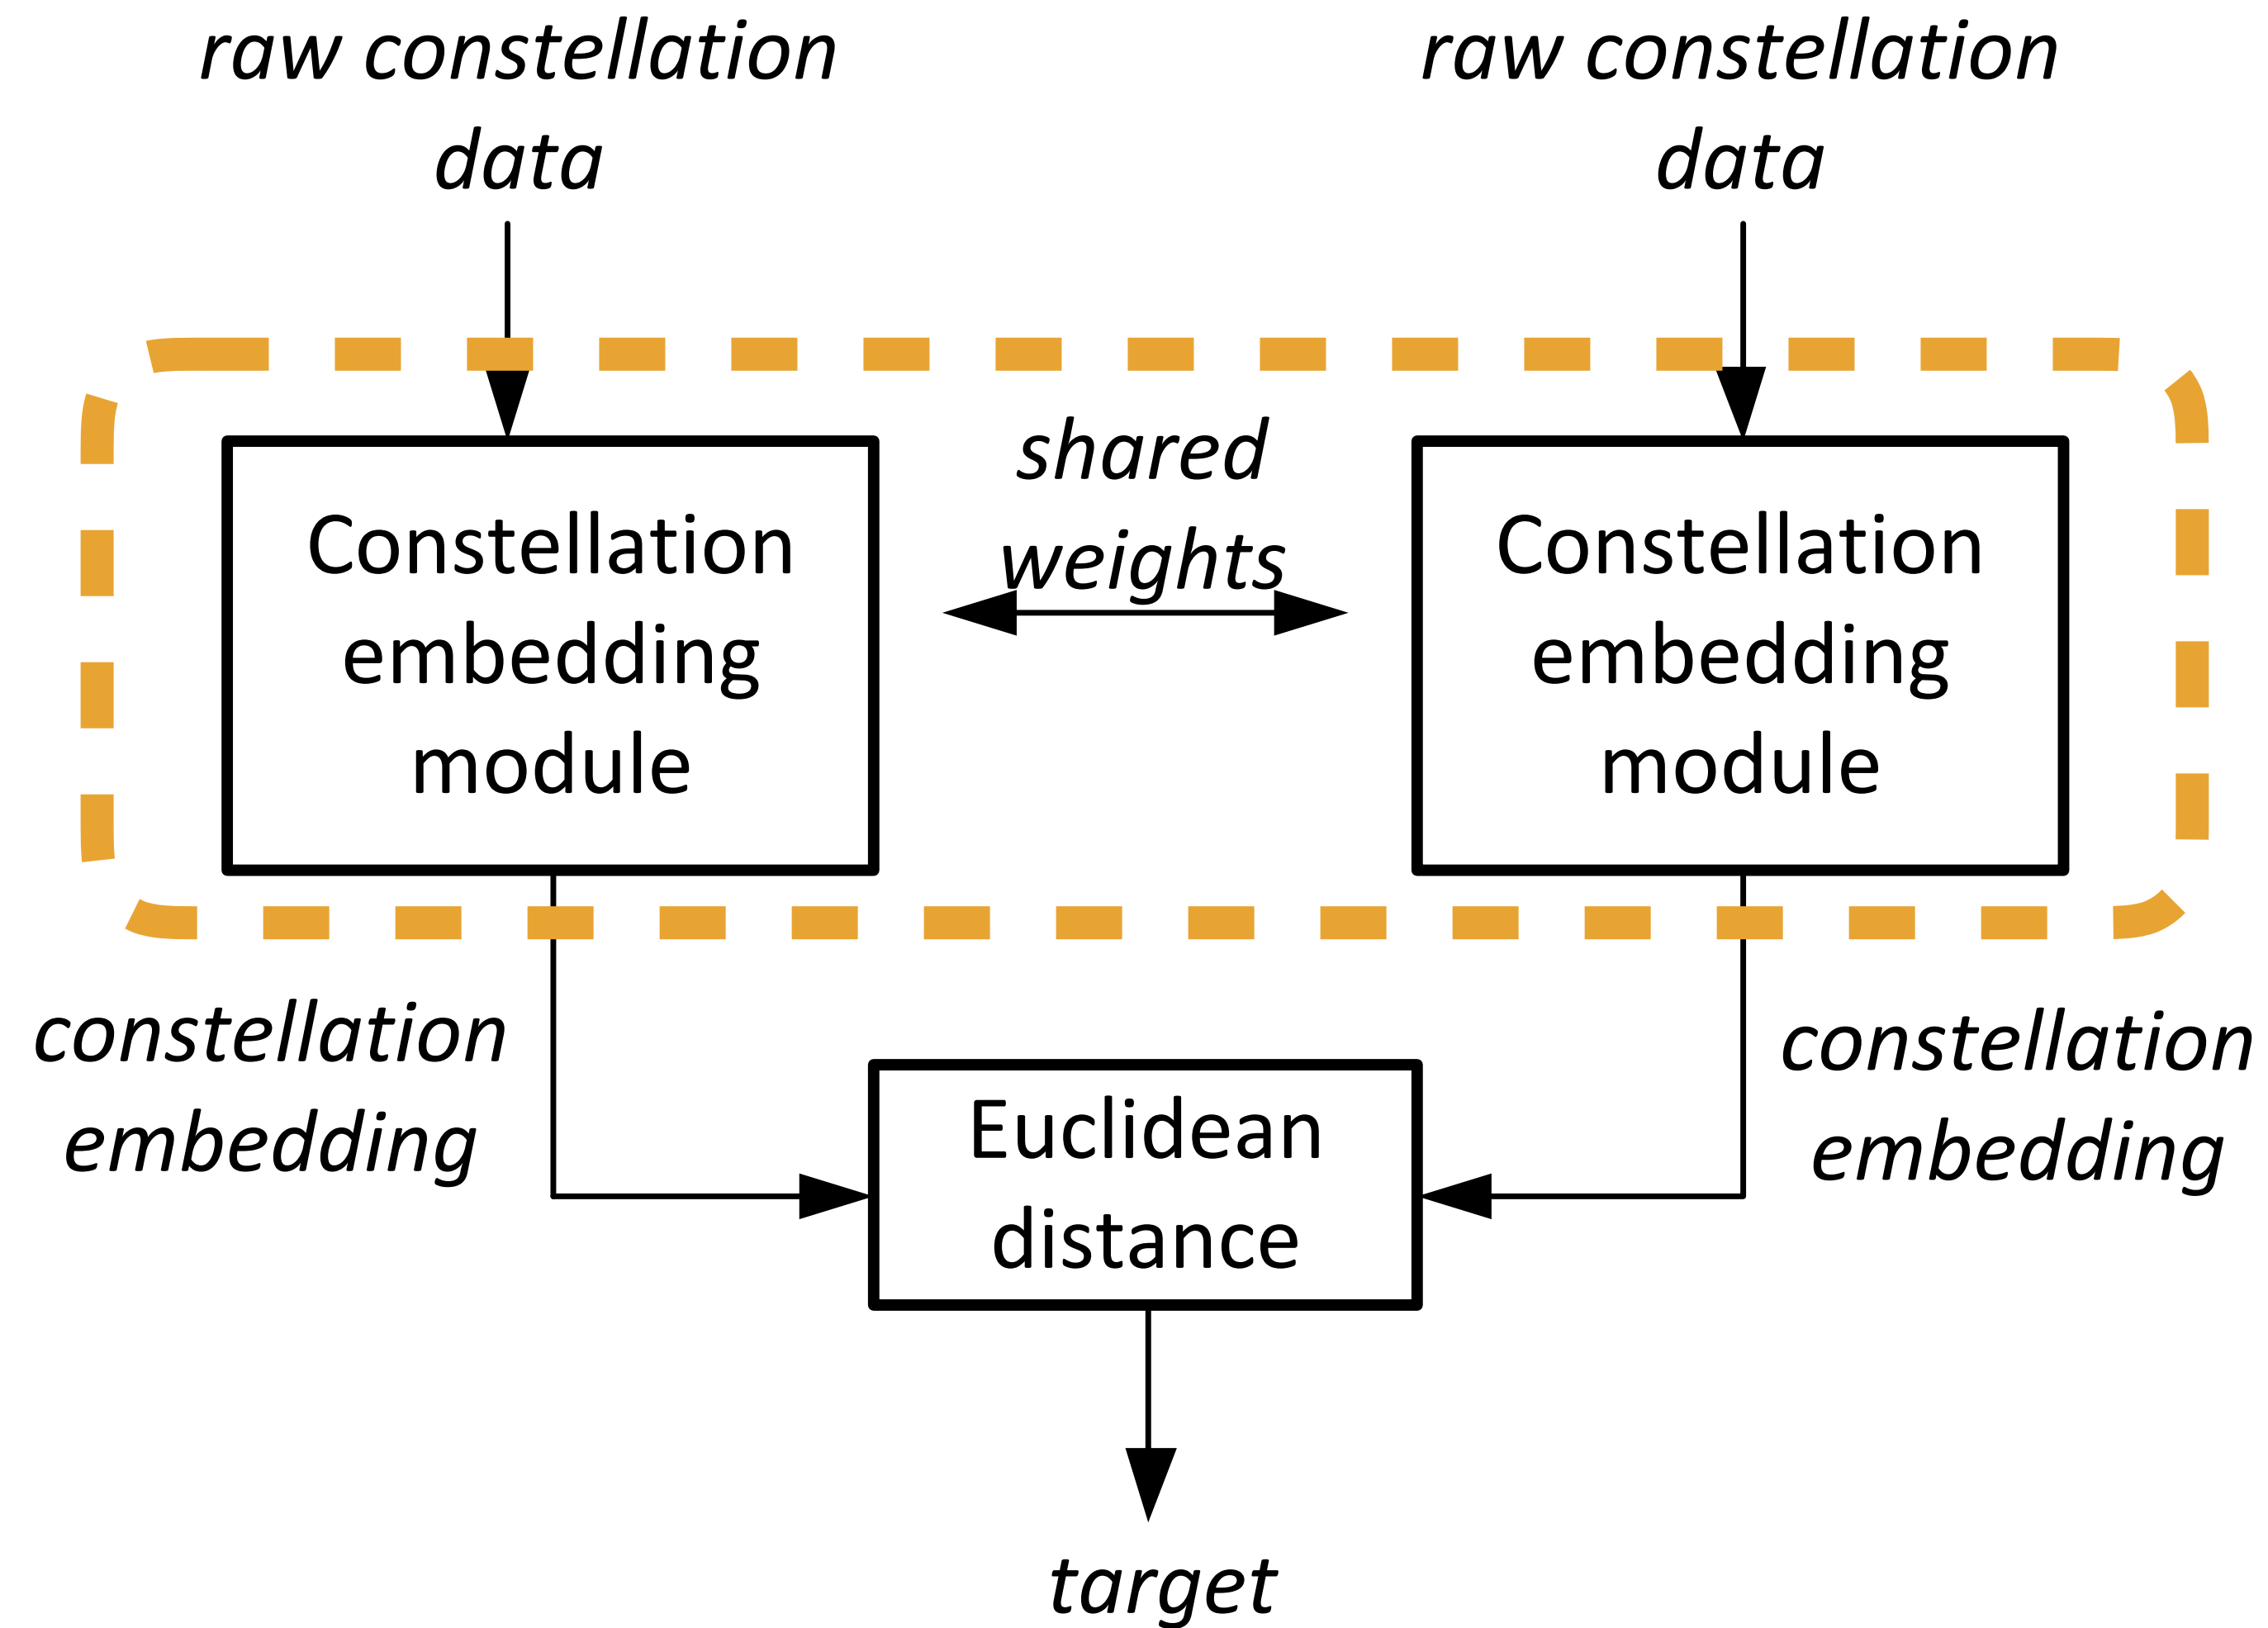 raw constellation
data
raw constellation
data
shared
weights
Constellation
embedding
module
Constellation
embedding
module
constellation
embedding
constellation
embedding
Euclidean
distance
target